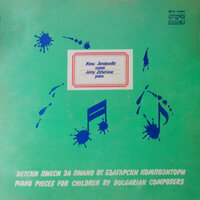 Жени Захариева
пиано
Jenny Zaharieva
piano
ДЕТСКИ ПИЕСИ ЗА ПИАНО ОТ БЪЛГАРСКИ КОМПОЗИТОРИ
PIANO PIECES FOR CHILDREN BY BULGARIAN COMPOSERS